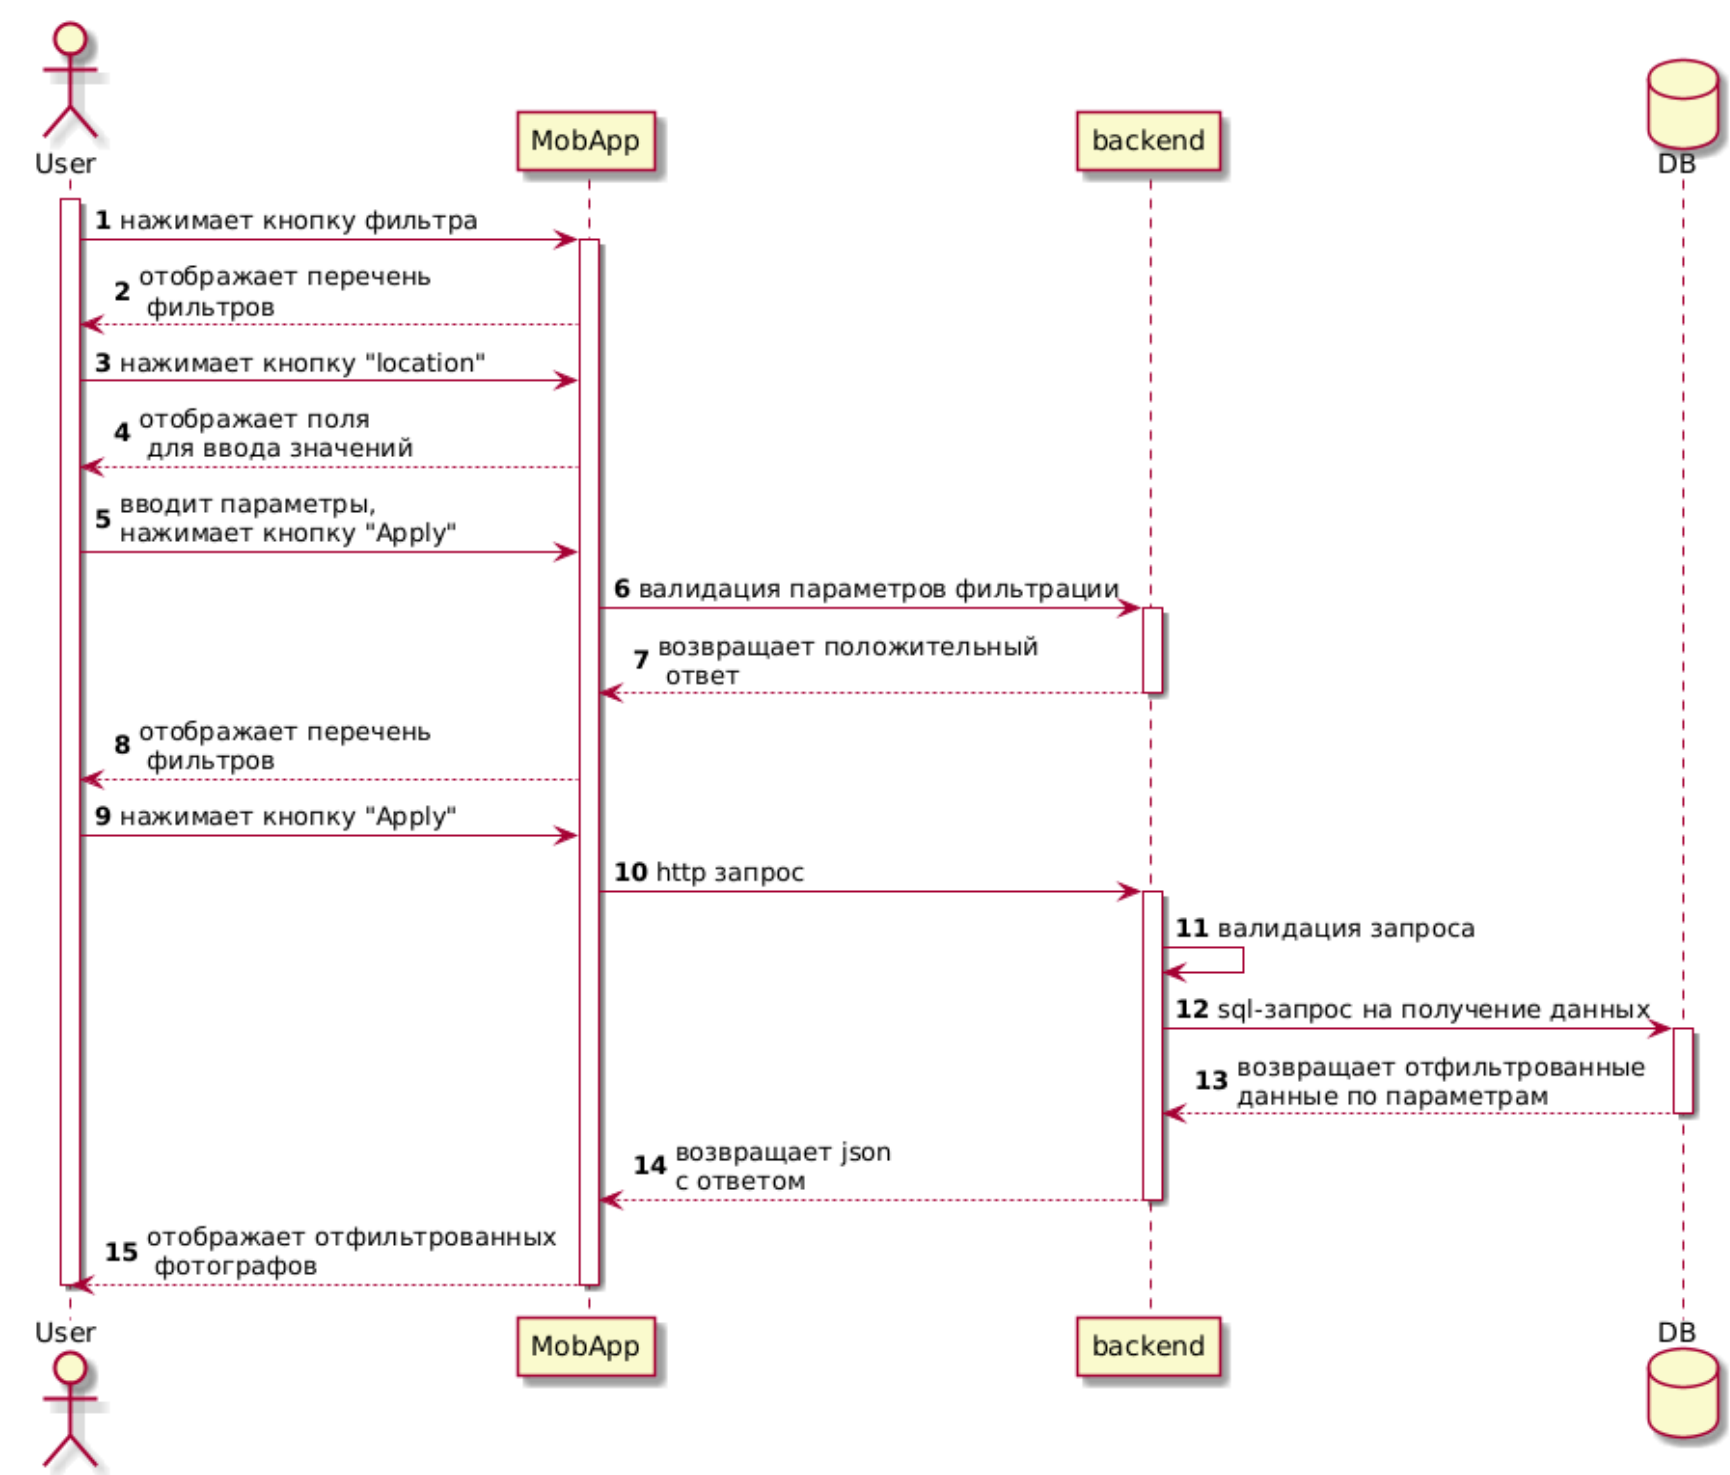 User
MobApp
backend
DB
1 нажимает кнопку фильтра
2 отображает перечень
фильтров
3 нажимает кнопку "location"
4 отображает поля
для ввода значений
5 вводит параметры,
нажимает кнопку "Apply"
6 валидация параметров фильтрации
7 возвращает положительный
ответ
8 отображает перечень
фильтров
9 нажимает кнопку "Apply"
10 http запрос
11 валидация запроса
12 sql-запрос на получение данных
13 возвращает отфильтрованные
данные по параметрам
14 возвращает json
с ответом
15 отображает отфильтрованных
фотографов
User
MobApp
backend
DB